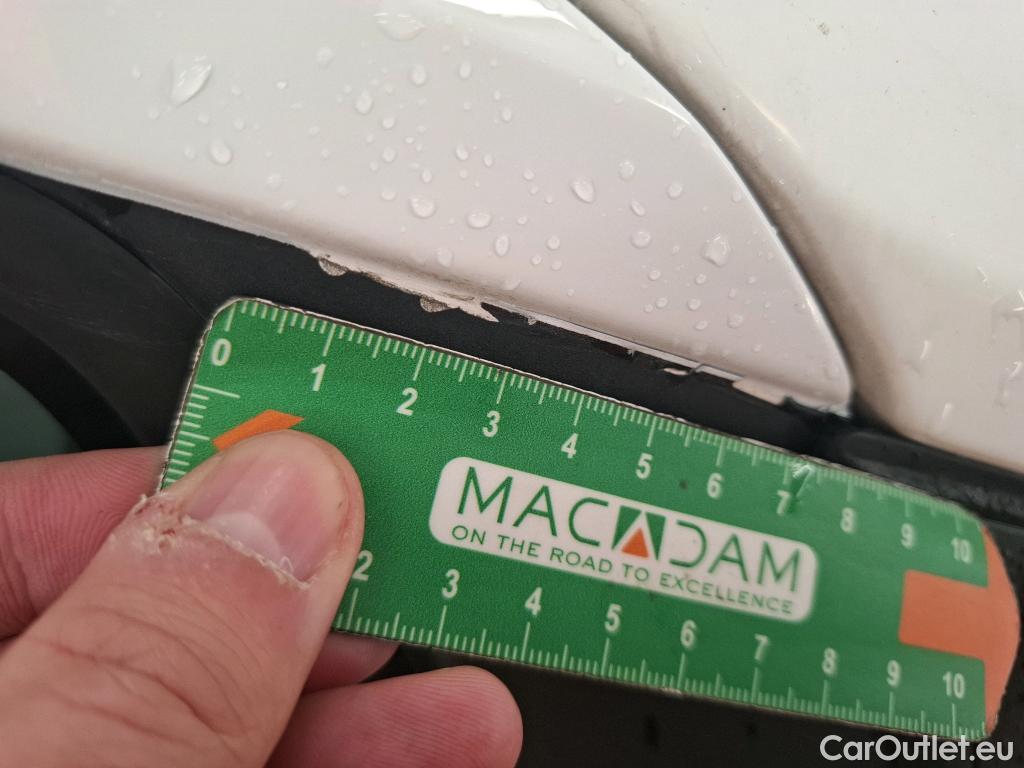 0 1 2 3 4 5 6 7 8 9 10
MACADAM
ON THE ROAD TO EXCELLENCE
2 3 4 5 6 7 8 9 10
CarOutlet.eu